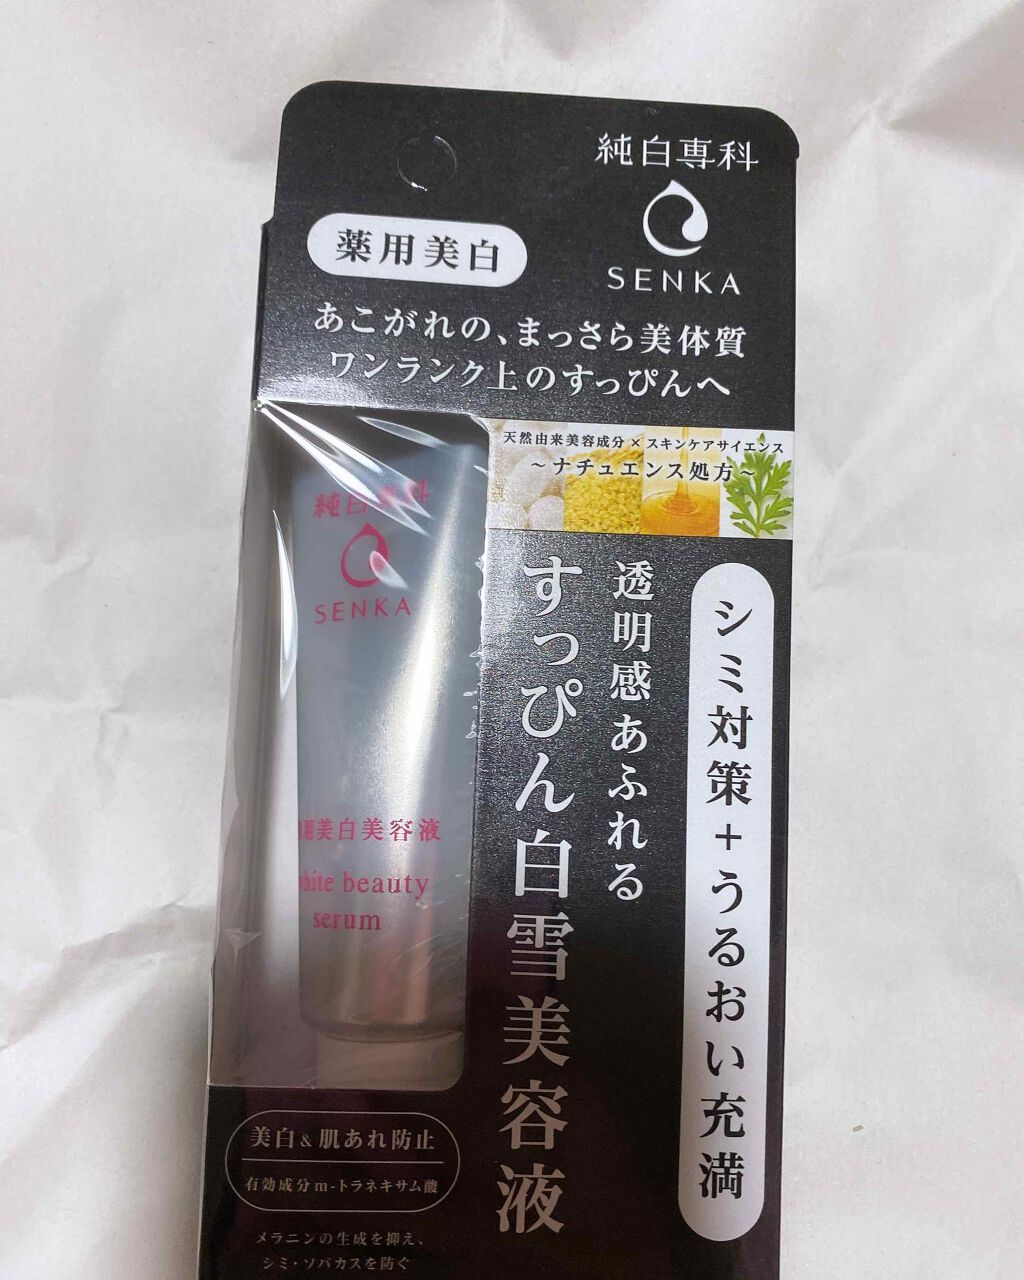 純白専科
SENKA
薬用美白
あこがれの、まっさら美体質
ワンランク上のすっぴんへ
天然由来美容成分×スキンケアサイエンス
～ナチュエンス処方～
シミ対策+うるおい充満
透明感あふれる
すっぴん白雪美容液
純白専科
SENKA
用美白美容液
white beauty
serum
美白&肌あれ防止
有効成分m-トラネキサム酸
メラニンの生成を抑え、
シミ・ソバカスを防ぐ